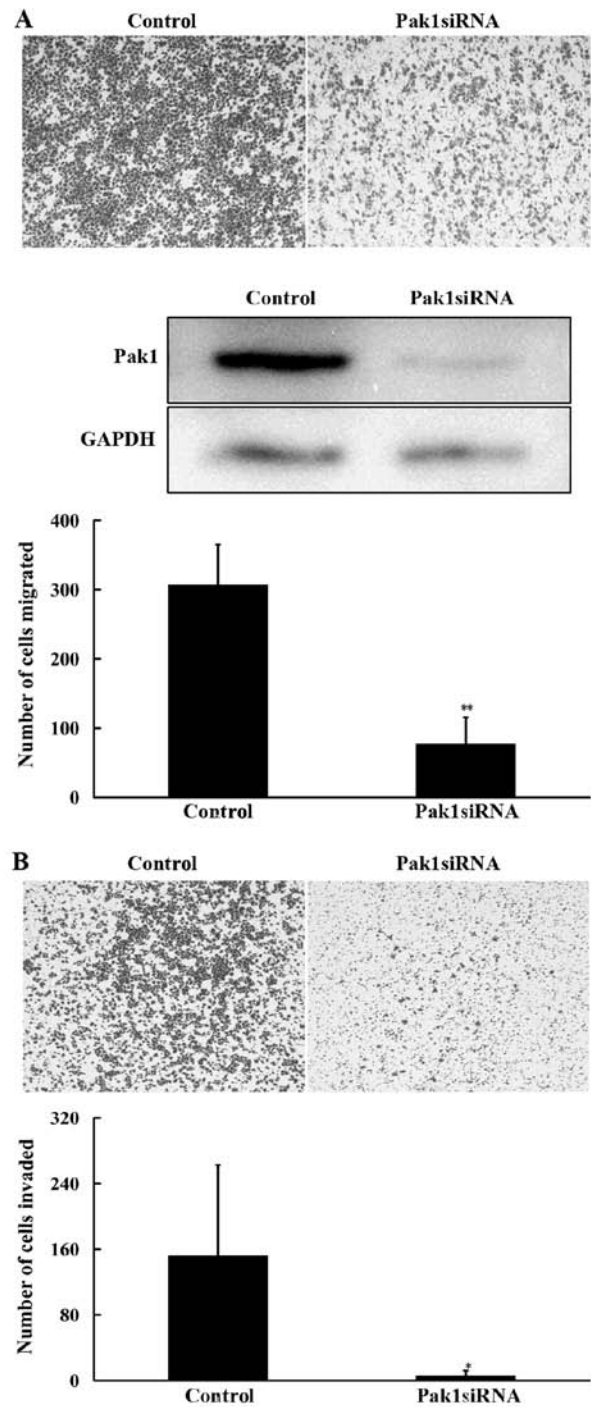 A
Control Pak1siRNA
Control Pak1siRNA
Pak1
GAPDH
Number of cells migrated
400
300
200
100
0
**
Control Pak1siRNA
B
Control Pak1siRNA
Number of cells invaded
320
240
160
80
0
*
Control Pak1siRNA